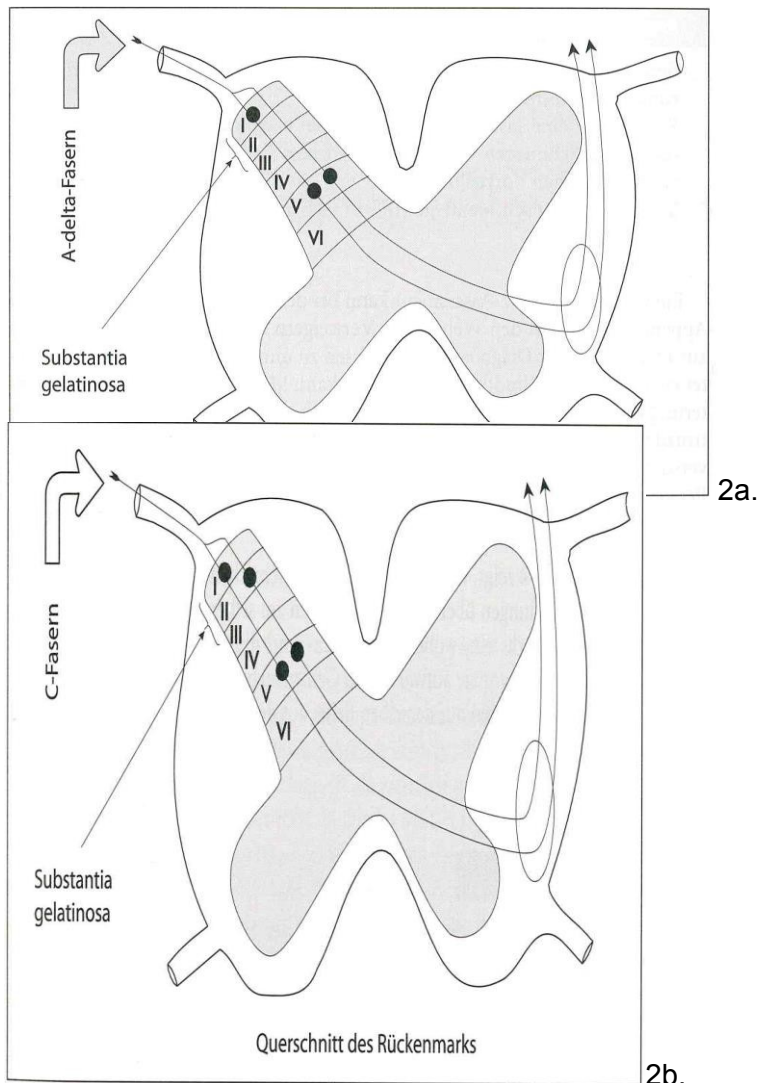 A-delta-Fasern
I
II
III
IV
V
VI
Substantia
gelatinosa
2a.
C-Fasern
I
II
III
IV
V
VI
Substantia
gelatinosa
Querschnitt des Rückenmarks
2b.